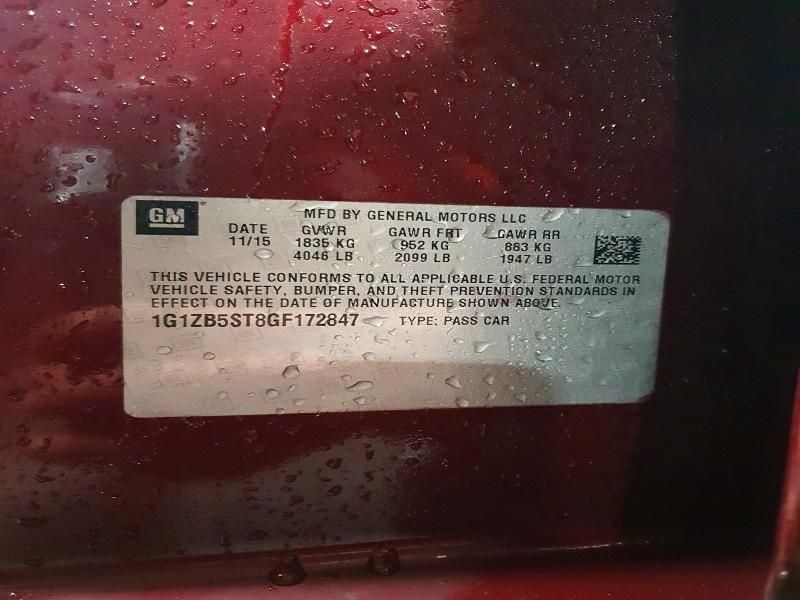 GM MFD BY GENERAL MOTORS LLC
DATE GVWR GAWR FRT GAWR RR
11/15 1835 KG 952 KG 883 KG
4046 LB 2099 LB 1947 LB
THIS VEHICLE CONFORMS TO ALL APPLICABLE U.S. FEDERAL MOTOR
VEHICLE SAFETY, BUMPER, AND THEFT PREVENTION STANDARDS IN
EFFECT ON THE DATE OF MANUFACTURE SHOWN ABOVE.
1G1ZB5ST8GF172847 TYPE: PASS CAR